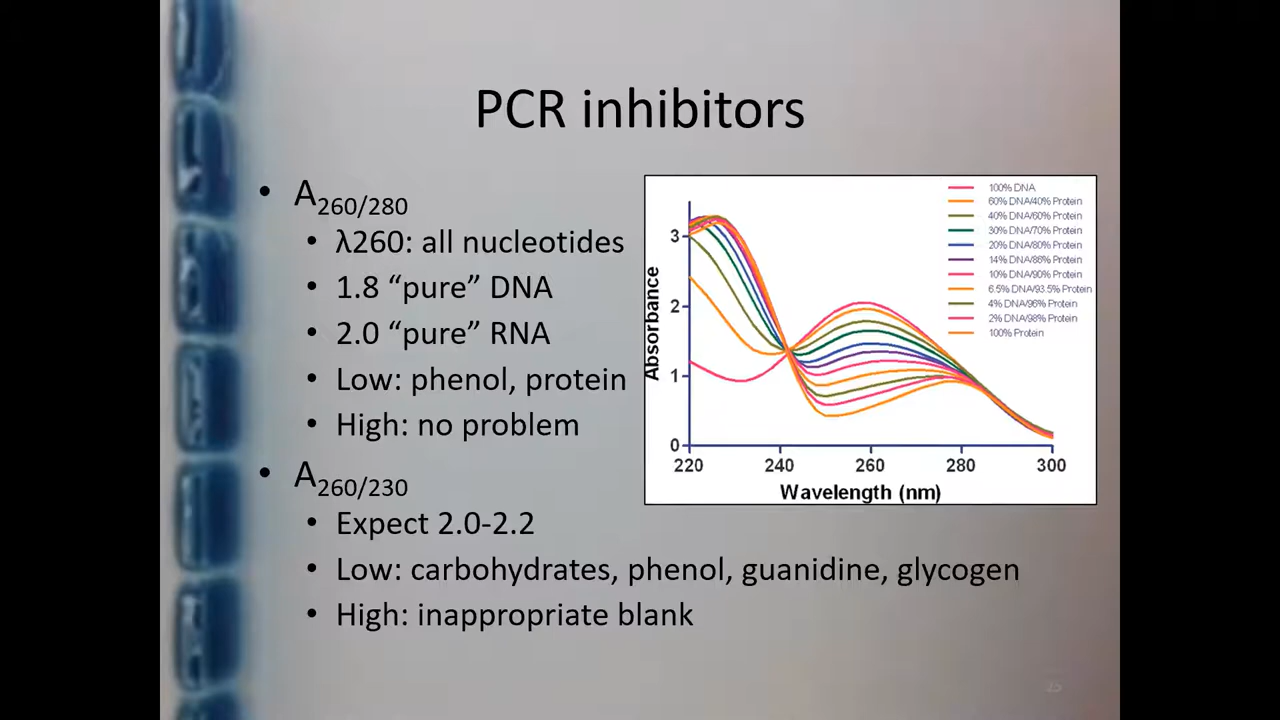 PCR inhibitors
• A260/280
• λ260: all nucleotides
• 1.8 “pure” DNA
• 2.0 “pure” RNA
• Low: phenol, protein
• High: no problem
• A260/230
• Expect 2.0-2.2
• Low: carbohydrates, phenol, guanidine, glycogen
• High: inappropriate blank
100% DNA
60% DNA/40% Protein
40% DNA/60% Protein
30% DNA/70% Protein
20% DNA/80% Protein
14% DNA/86% Protein
10% DNA/90% Protein
6.5% DNA/93.5% Protein
4% DNA/96% Protein
2% DNA/98% Protein
100% Protein
Absorbance
3
2
1
0
220 240 260 280 300
Wavelength (nm)
25